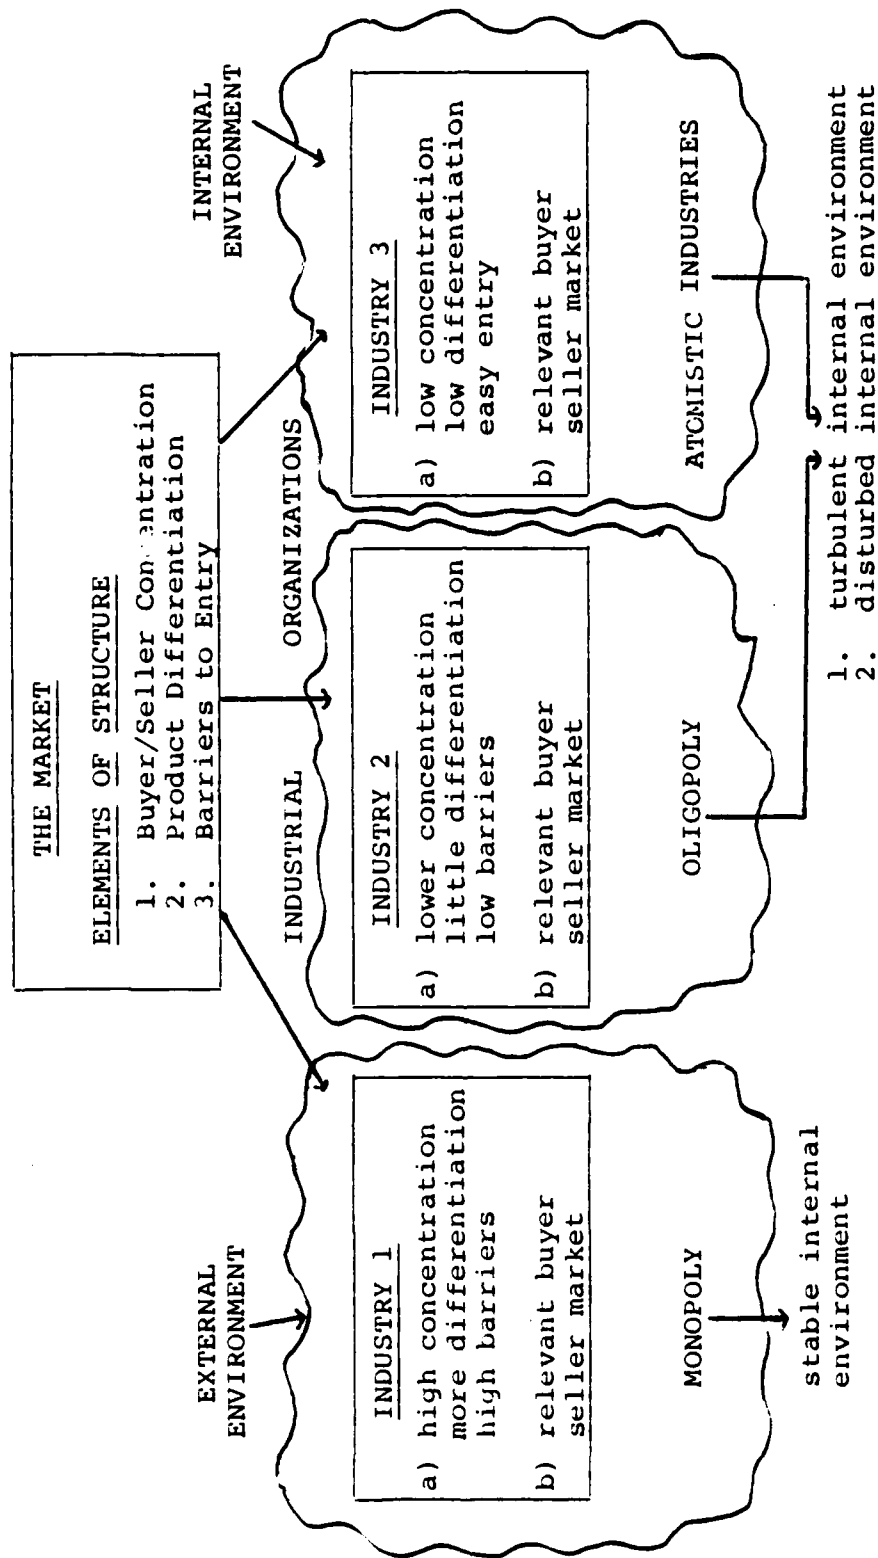 THE MARKET
ELEMENTS OF STRUCTURE
1. Buyer/Seller Con entration
2. Product Differentiation
3. Barriers to Entry
EXTERNAL
ENVIRONMENT
INDUSTRIAL ORGANIZATIONS
INTERNAL
ENVIRONMENT
INDUSTRY 1
a) high concentration
more differentiation
high barriers
b) relevant buyer
seller market
MONOPOLY
stable internal
environment
INDUSTRY 2
a) lower concentration
little differentiation
low barriers
b) relevant buyer
seller market
OLIGOPOLY
INDUSTRY 3
a) low concentration
low differentiation
easy entry
b) relevant buyer
seller market
ATOMISTIC INDUSTRIES
1. turbulent internal environment
2. disturbed internal environment